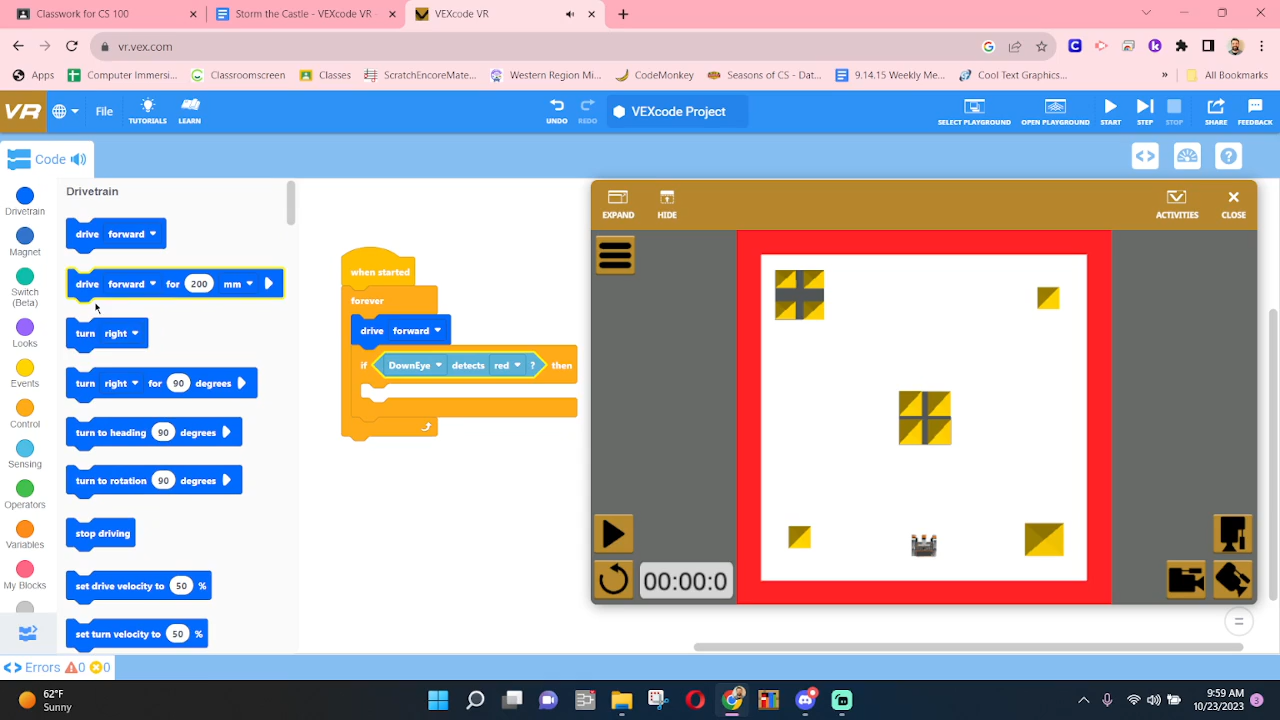 Classwork for CS 100
Storm the Castle - VEXcode VR
VEXcode VR
vr.vex.com
Apps
Computer Immersi...
Classroomscreen
Classes
ScratchEncoreMate...
Western Region Mi...
CodeMonkey
Seasons of CS - Dat...
9.14.15 Weekly Me...
Cool Text Graphics...
»
All Bookmarks
VR
File
TUTORIALS
LEARN
UNDO
REDO
VEXcode Project
SELECT PLAYGROUND
OPEN PLAYGROUND
START
STEP
STOP
SHARE
FEEDBACK
Code
Drivetrain
Magnet
Switch
(Beta)
Looks
Events
Control
Sensing
Operators
Variables
My Blocks
Drivetrain
drive forward
drive forward for 200 mm
turn right
turn right for 90 degrees
turn to heading 90 degrees
turn to rotation 90 degrees
stop driving
set drive velocity to 50 %
set turn velocity to 50 %
when started
forever
drive forward
if DownEye detects red ? then
EXPAND
HIDE
ACTIVITIES
CLOSE
00:00:0
Errors 0 0
62°F
Sunny
9:59 AM
10/23/2023
3